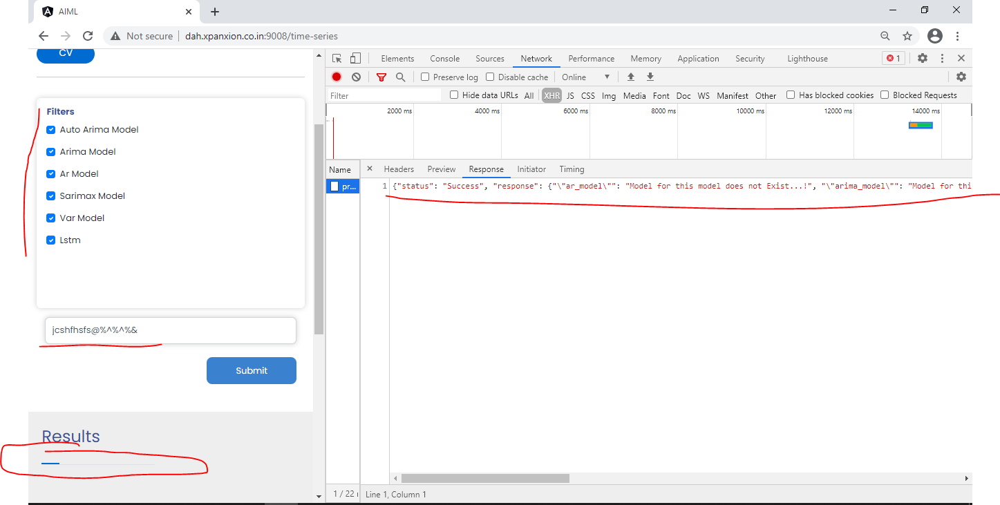 AIML
Not secure dah.xpanxion.co.in:9008/time-series
CV
Filters
Auto Arima Model
Arima Model
Ar Model
Sarimax Model
Var Model
Lstm
jcshfhsfs@%^%^%&
Submit
Results
Elements Console Sources Network Performance Memory Application Security Lighthouse 1
Preserve log Disable cache Online
Filter Hide data URLs All XHR JS CSS Img Media Font Doc WS Manifest Other Has blocked cookies Blocked Requests
2000 ms 4000 ms 6000 ms 8000 ms 10000 ms 12000 ms 14000 ms
Name Headers Preview Response Initiator Timing
pr...
1 {"status": "Success", "response": {"\"ar_model\"": "Model for this model does not Exist...!", "\"arima_model\"": "Model for thi
1 / 22 Line 1, Column 1